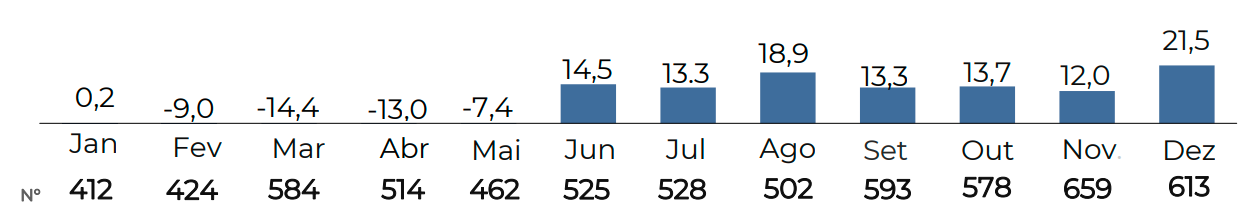 0,2 -9,0 -14,4 -13,0 -7,4 14,5 13.3 18,9 13,3 13,7 12,0 21,5
Jan Fev Mar Abr Mai Jun Jul Ago Set Out Nov. Dez
Nº 412 424 584 514 462 525 528 502 593 578 659 613